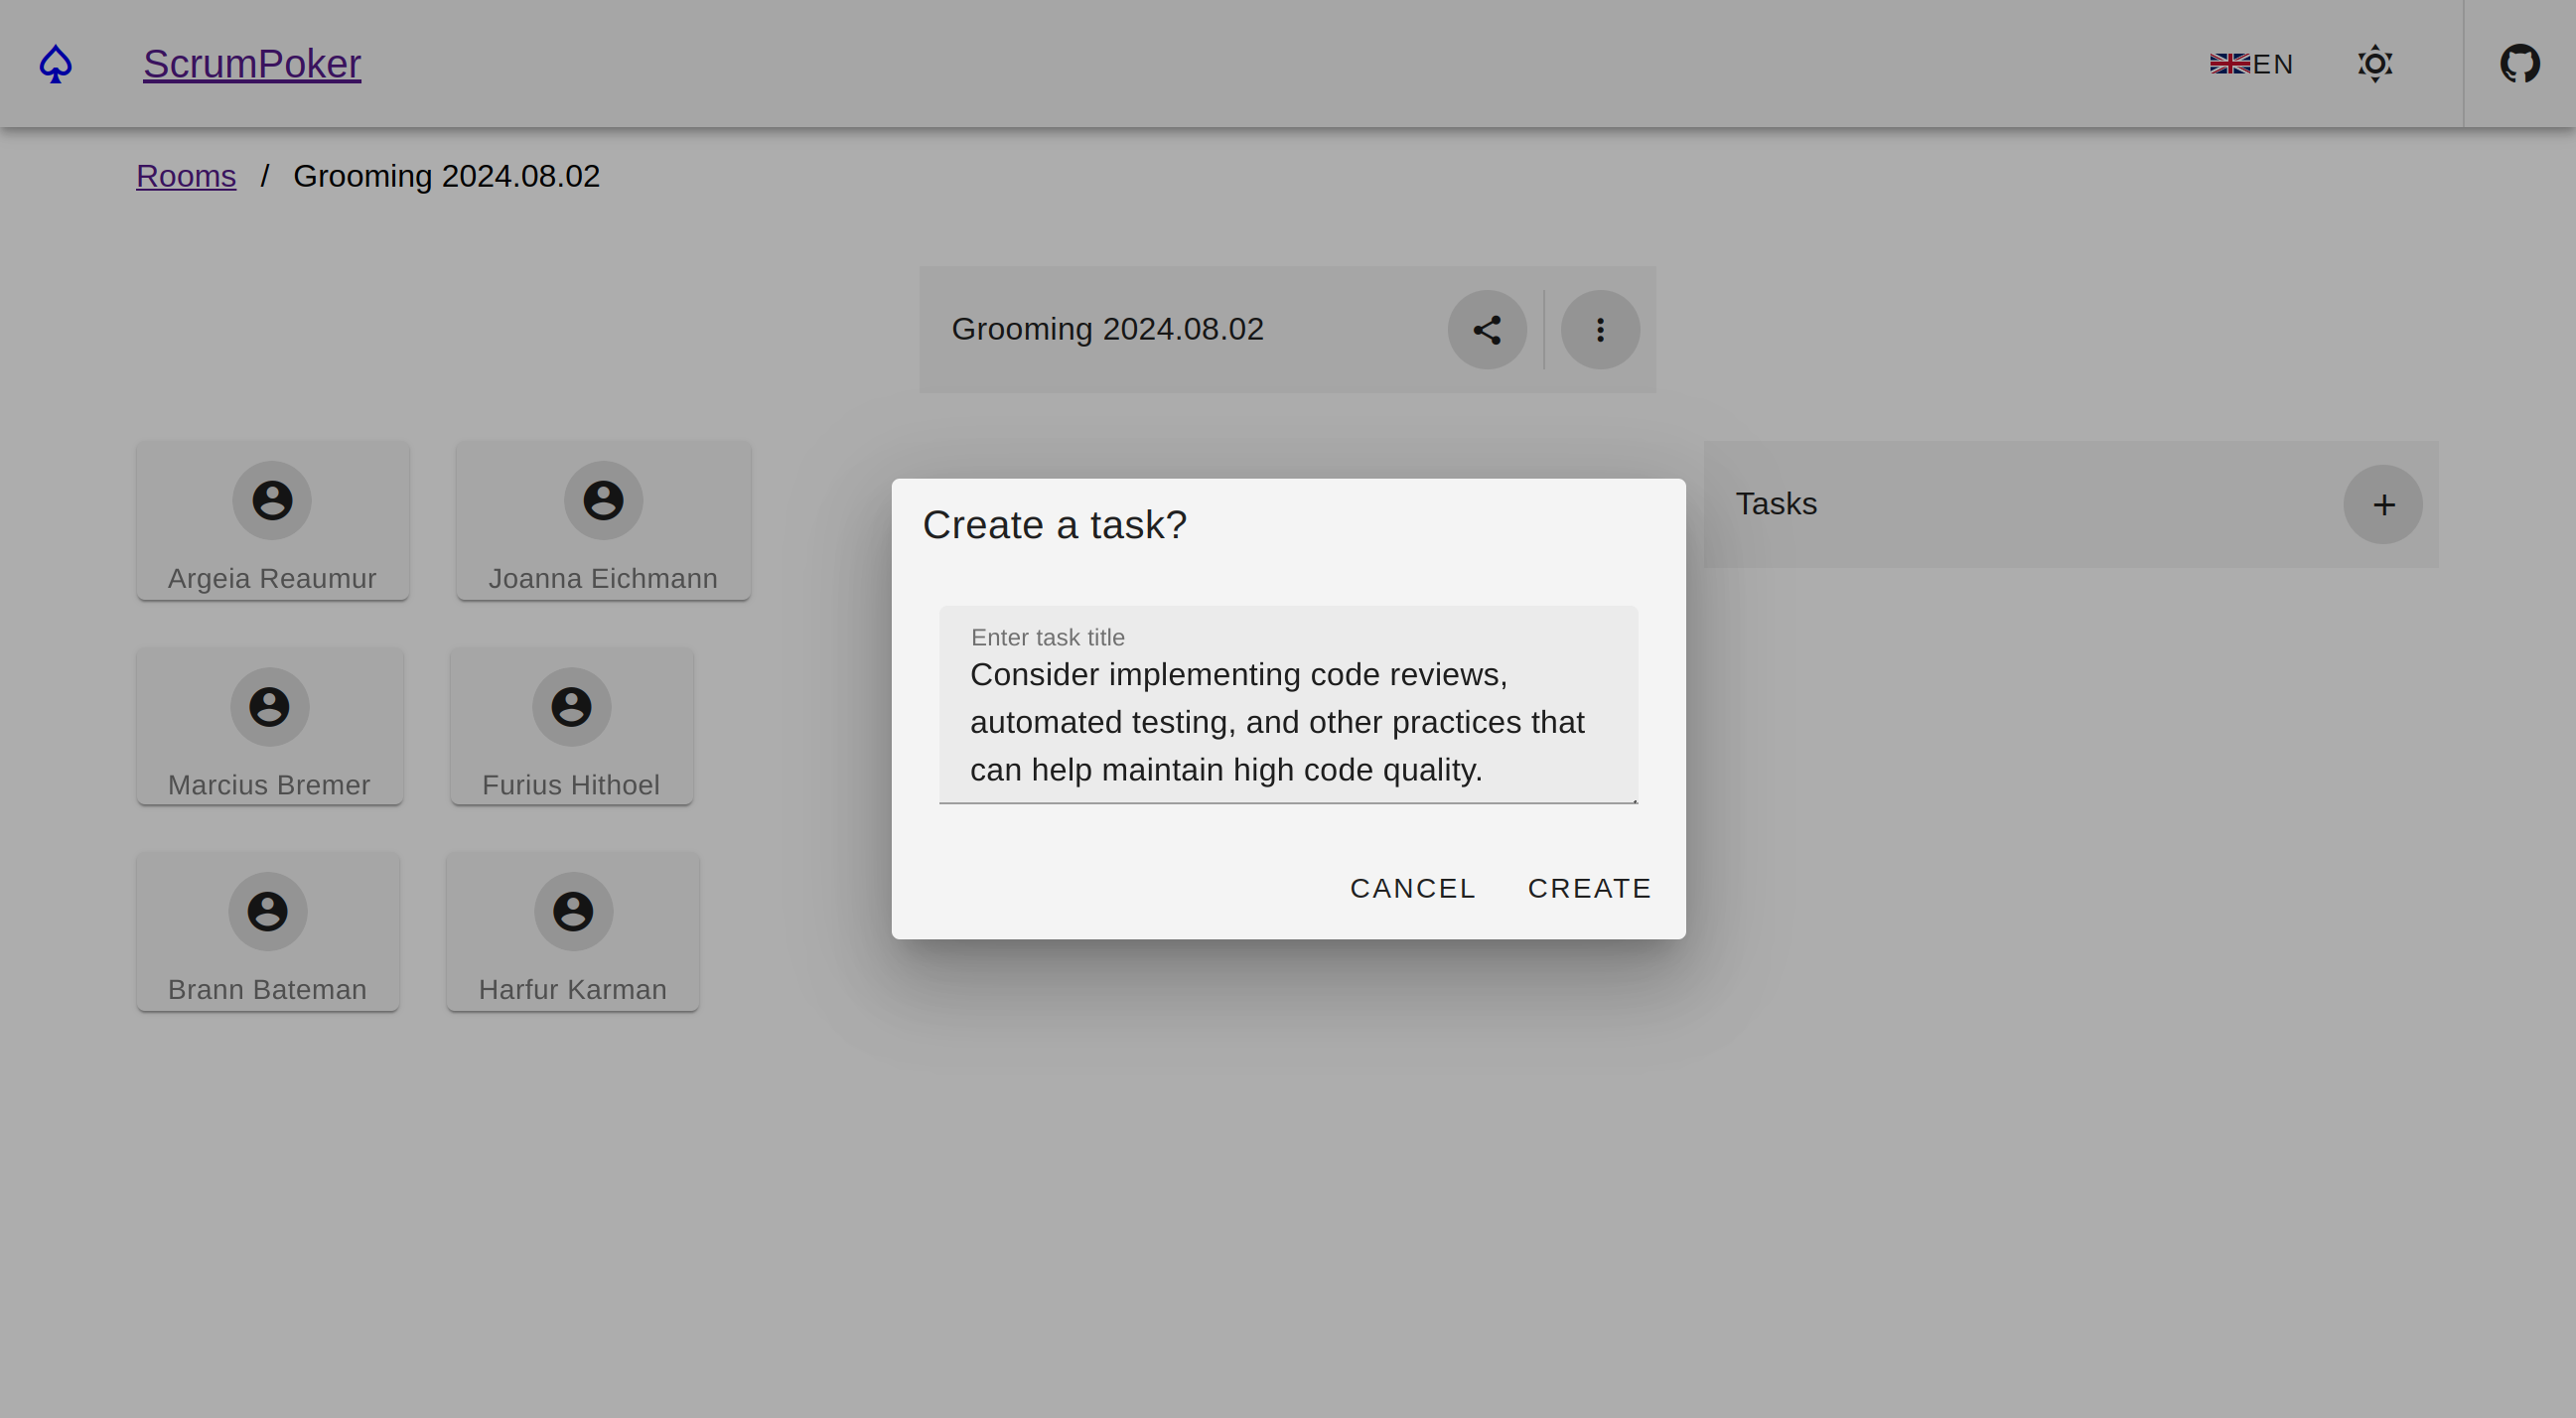 ScrumPoker
EN
Rooms / Grooming 2024.08.02
Grooming 2024.08.02
Argeia Reaumur
Joanna Eichmann
Marcius Bremer
Furius Hithoel
Brann Bateman
Harfur Karman
Create a task?
Enter task title
Consider implementing code reviews,
automated testing, and other practices that
can help maintain high code quality.
CANCEL CREATE
Tasks